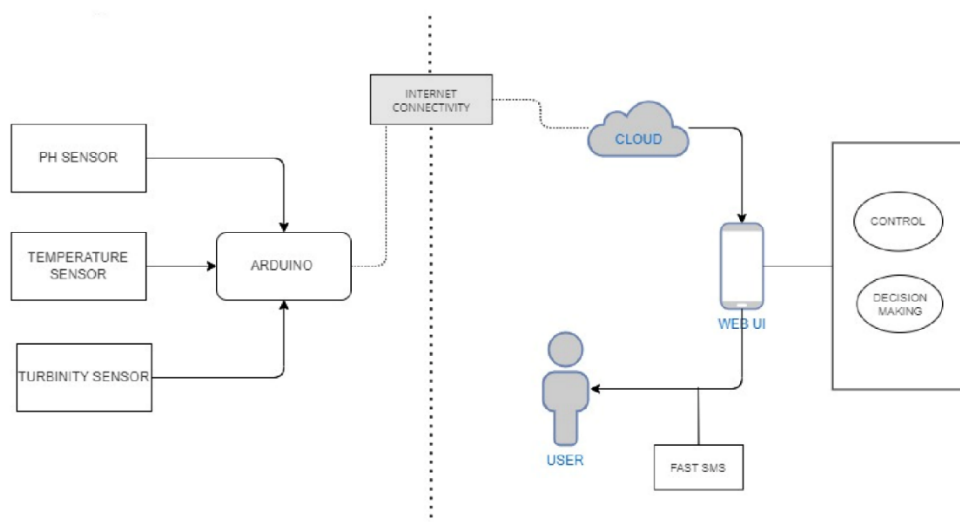 INTERNET
CONNECTIVITY
CLOUD
PH SENSOR
TEMPERATURE
SENSOR
ARDUINO
TURBINITY SENSOR
CONTROL
DECISION
MAKING
WEB UI
USER
FAST SMS